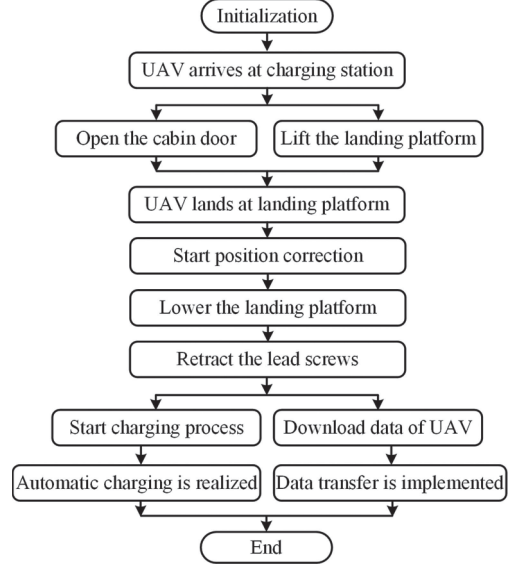 Initialization
UAV arrives at charging station
Open the cabin door
Lift the landing platform
UAV lands at landing platform
Start position correction
Lower the landing platform
Retract the lead screws
Start charging process
Download data of UAV
Automatic charging is realized
Data transfer is implemented
End